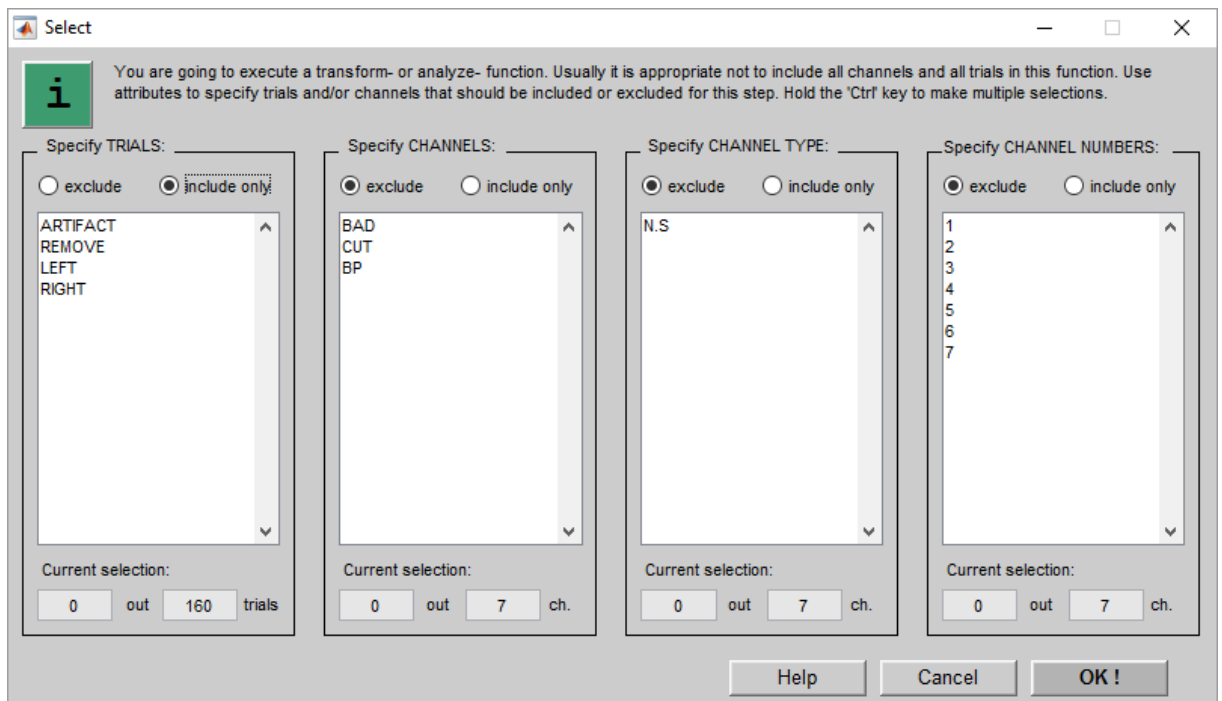 Select
i
You are going to execute a transform- or analyze- function. Usually it is appropriate not to include all channels and all trials in this function. Use
attributes to specify trials and/or channels that should be included or excluded for this step. Hold the 'Ctrl' key to make multiple selections.
Specify TRIALS:
exclude include only
ARTIFACT
REMOVE
LEFT
RIGHT
Current selection:
0 out 160 trials
Specify CHANNELS:
exclude include only
BAD
CUT
BP
Current selection:
0 out 7 ch.
Specify CHANNEL TYPE:
exclude include only
N.S
Current selection:
0 out 7 ch.
Specify CHANNEL NUMBERS:
exclude include only
1
2
3
4
5
6
7
Current selection:
0 out 7 ch.
Help Cancel OK !